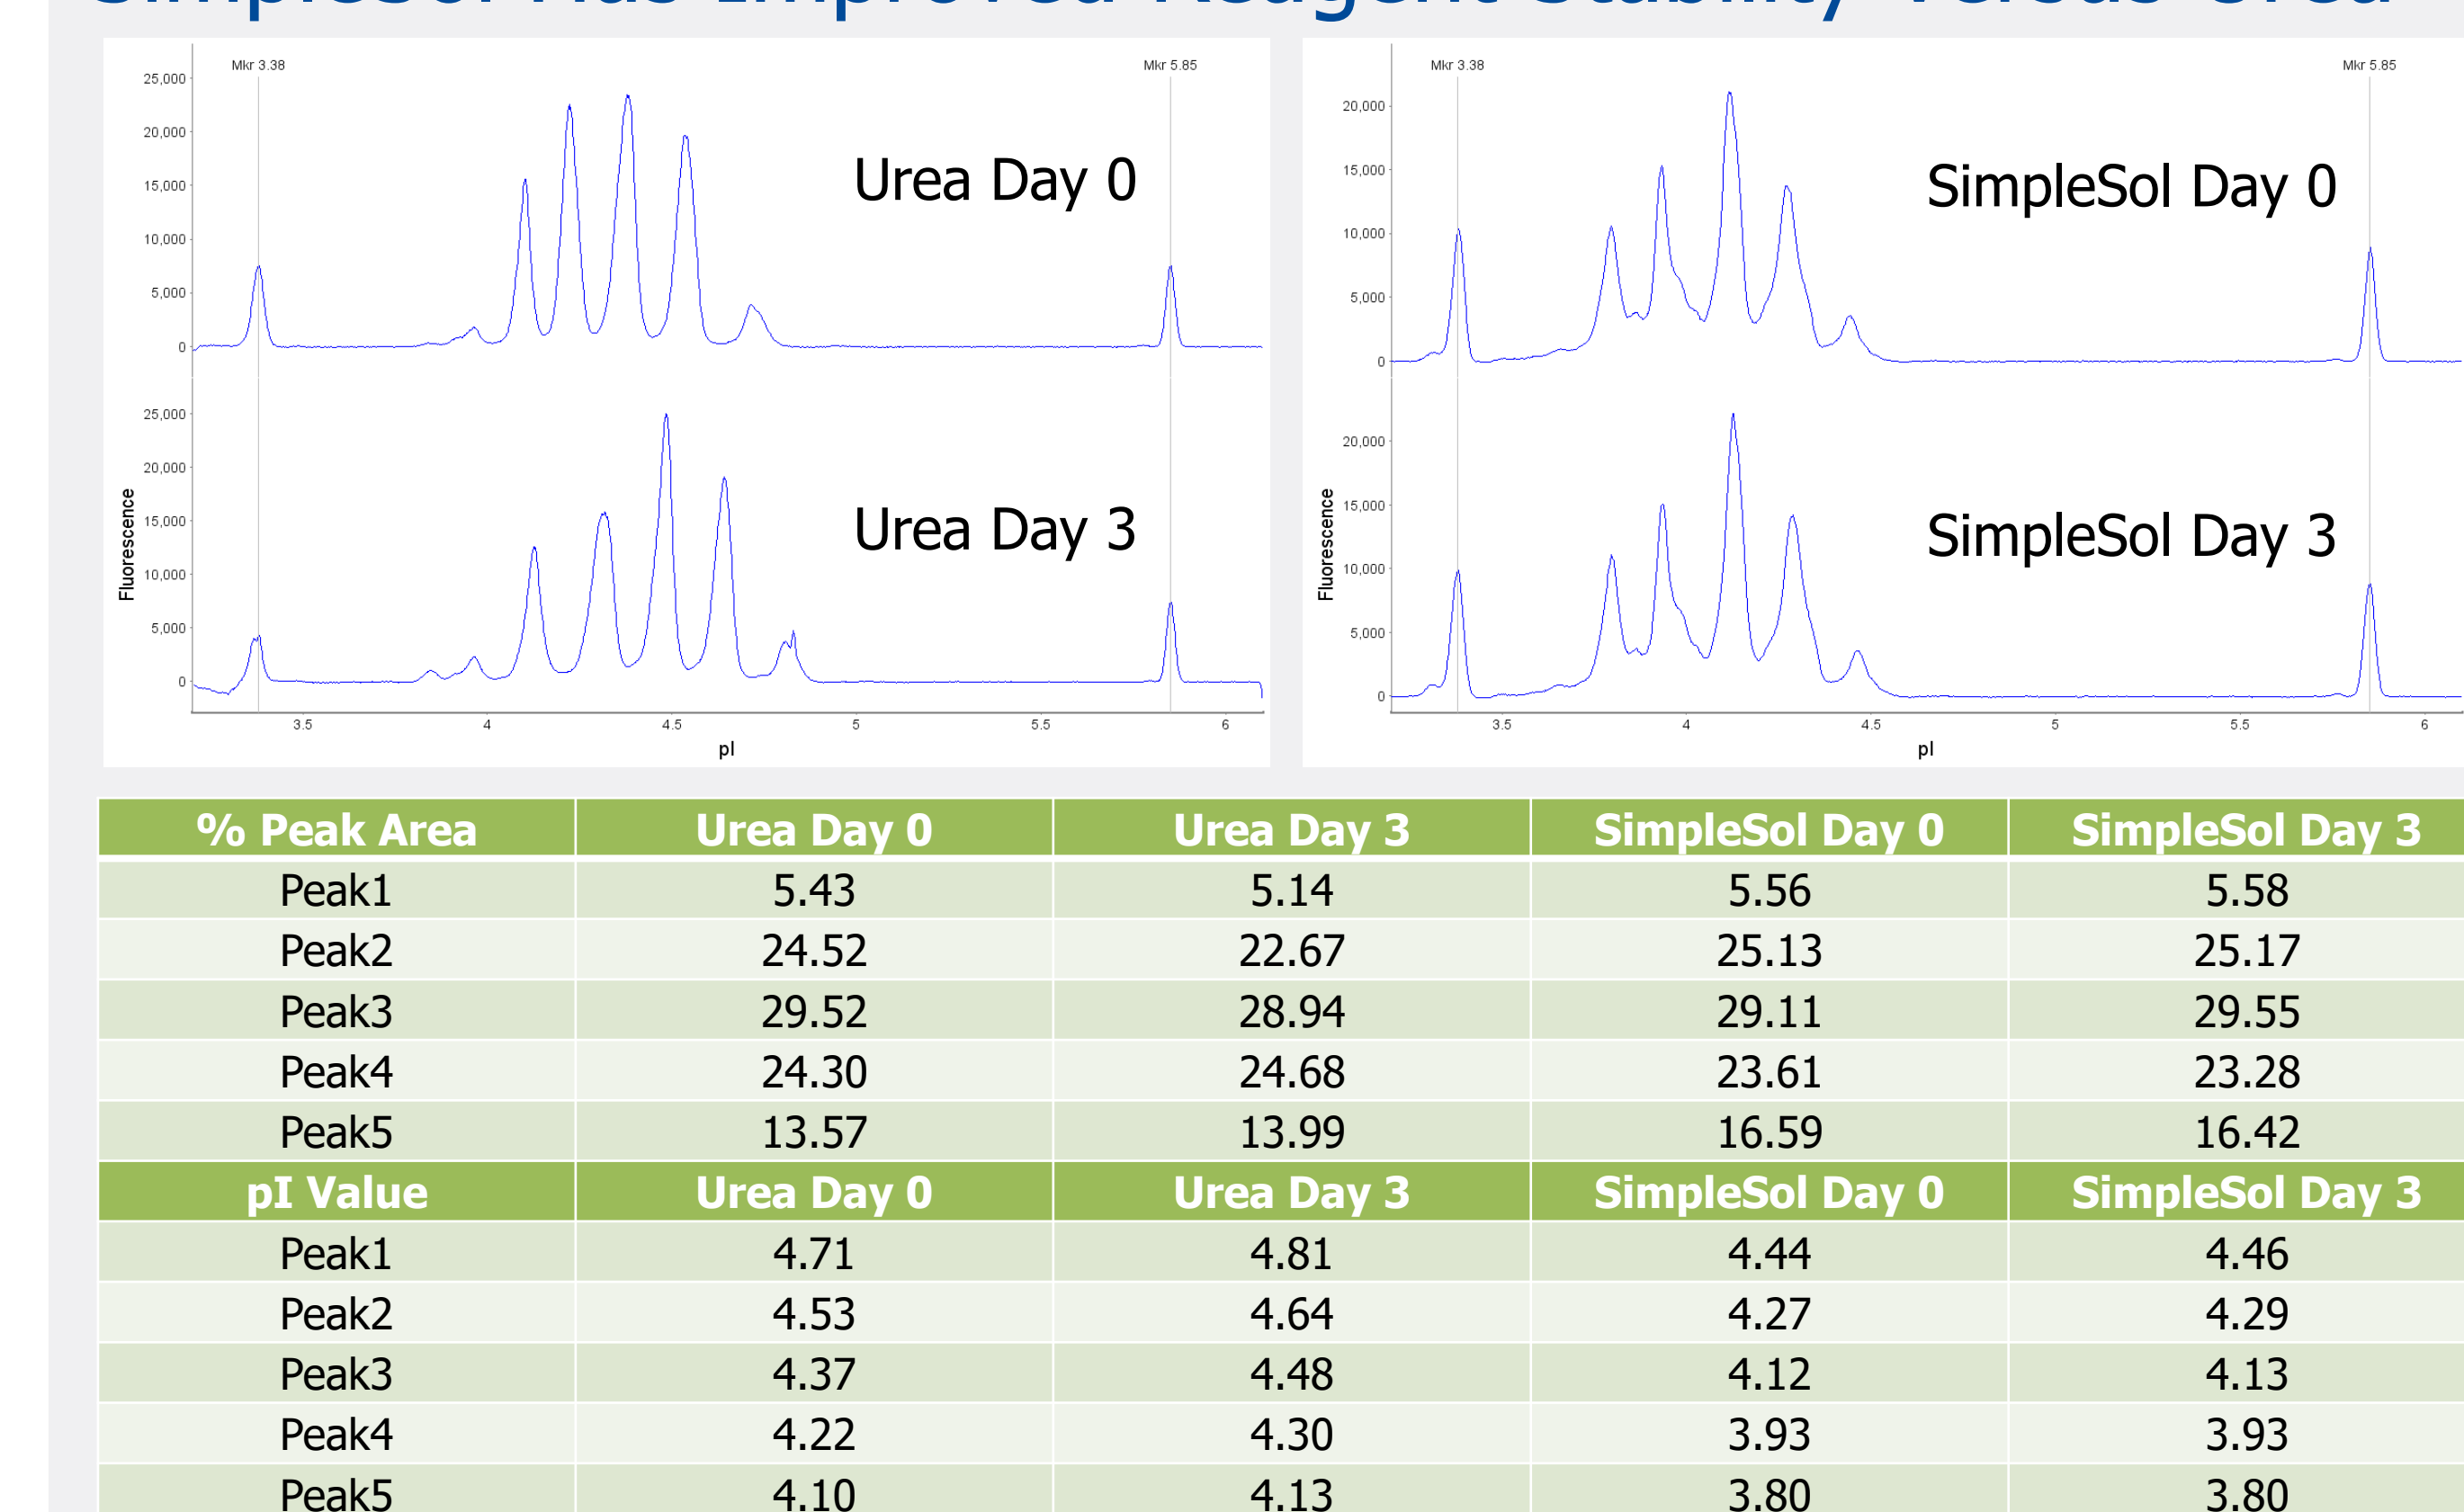 SimpleSol Has Improved Reagent Stability Versus Urea
Mkr 3.38 Mkr 5.85
25,000
20,000
15,000
10,000
5,000
0
Urea Day 0
25,000
20,000
15,000
10,000
5,000
0
Urea Day 3
Fluorescence
3.5 4 4.5 5 5.5 6
pI
Mkr 3.38 Mkr 5.85
20,000
15,000
10,000
5,000
0
SimpleSol Day 0
20,000
15,000
10,000
5,000
0
SimpleSol Day 3
Fluorescence
3.5 4 4.5 5 5.5 6
pI
% Peak Area Urea Day 0 Urea Day 3 SimpleSol Day 0 SimpleSol Day 3
Peak1 5.43 5.14 5.56 5.58
Peak2 24.52 22.67 25.13 25.17
Peak3 29.52 28.94 29.11 29.55
Peak4 24.30 24.68 23.61 23.28
Peak5 13.57 13.99 16.59 16.42
pI Value Urea Day 0 Urea Day 3 SimpleSol Day 0 SimpleSol Day 3
Peak1 4.71 4.81 4.44 4.46
Peak2 4.53 4.64 4.27 4.29
Peak3 4.37 4.48 4.12 4.13
Peak4 4.22 4.30 3.93 3.93
Peak5 4.10 4.13 3.80 3.80